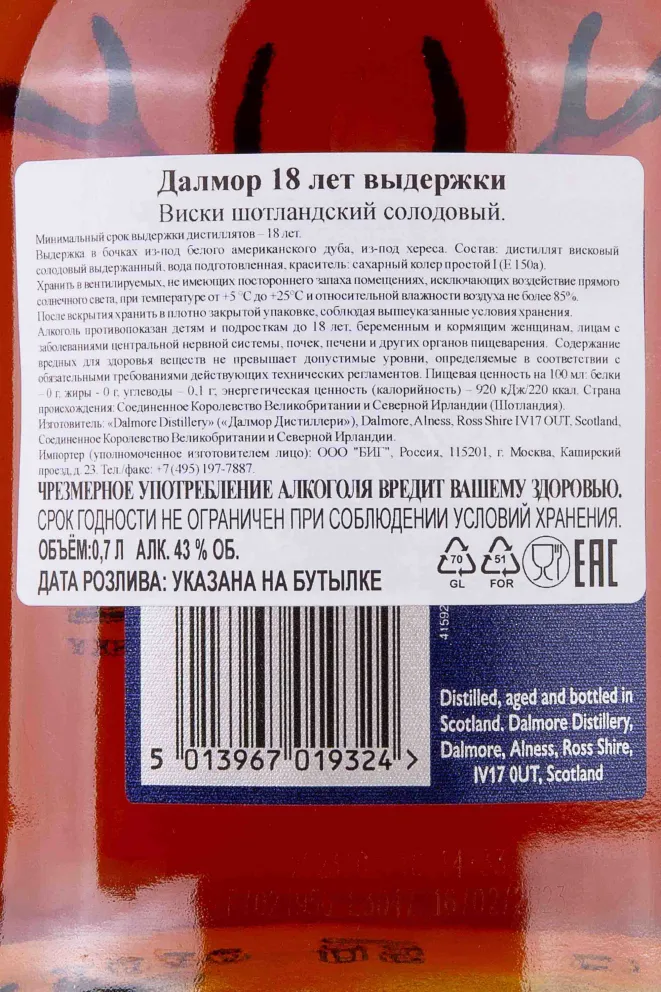 Далмор 18 лет выдержки
Виски шотландский солодовый.
Минимальный срок выдержки дистиллятов – 18 лет.
Выдержка в бочках из-под белого американского дуба, из-под хереса. Состав: дистиллят висковый
солодовый выдержанный, вода подготовленная, краситель: сахарный колер простой I (Е 150а).
Хранить в вентилируемых, не имеющих постороннего запаха помещениях, исключающих воздействие прямого
солнечного света, при температуре от +5 °С до +25°С и относительной влажности воздуха не более 85%.
После вскрытия хранить в плотно закрытой упаковке, соблюдая вышеуказанные условия хранения.
Алкоголь противопоказан детям и подросткам до 18 лет, беременным и кормящим женщинам, лицам с
заболеваниями центральной нервной системы, почек, печени и других органов пищеварения. Содержание
вредных для здоровья веществ не превышает допустимые уровни, определяемые в соответствии с
обязательными требованиями действующих технических регламентов. Пищевая ценность на 100 мл: белки
– 0 г, жиры - 0 г, углеводы – 0,1 г; энергетическая ценность (калорийность) – 920 кДж/220 ккал. Страна
происхождения: Соединенное Королевство Великобритании и Северной Ирландии (Шотландия).
Изготовитель: «Dalmore Distillery» («Далмор Дистиллери»), Dalmore, Alness, Ross Shire IV17 OUT, Scotland,
Соединенное Королевство Великобритании и Северной Ирландии.
Импортер (уполномоченное изготовителем лицо): ООО "БИГ", Россия, 115201, г. Москва, Каширский
проезд, д. 23. Тел./факс: +7 (495) 197-7887.
ЧРЕЗМЕРНОЕ УПОТРЕБЛЕНИЕ АЛКОГОЛЯ ВРЕДИТ ВАШЕМУ ЗДОРОВЬЮ.
СРОК ГОДНОСТИ НЕ ОГРАНИЧЕН ПРИ СОБЛЮДЕНИИ УСЛОВИЙ ХРАНЕНИЯ.
ОБЪЁМ:0,7 Л АЛК. 43 % ОБ.
ДАТА РОЗЛИВА: УКАЗАНА НА БУТЫЛКЕ
70
GL
51
FOR
EAC
41592
5 013967 019324 >
Distilled, aged and bottled in
Scotland. Dalmore Distillery,
Dalmore, Alness, Ross Shire,
IV17 0UT, Scotland